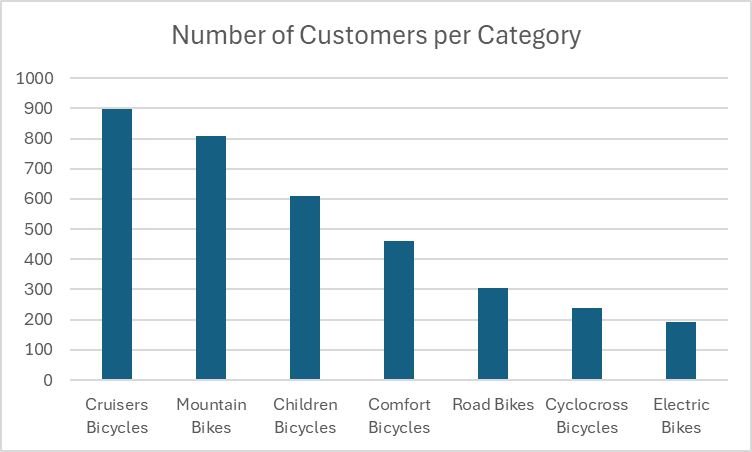 Number of Customers per Category
1000
900
800
700
600
500
400
300
200
100
0
Cruisers Bicycles
Mountain Bikes
Children Bicycles
Comfort Bicycles
Road Bikes
Cyclocross Bicycles
Electric Bikes